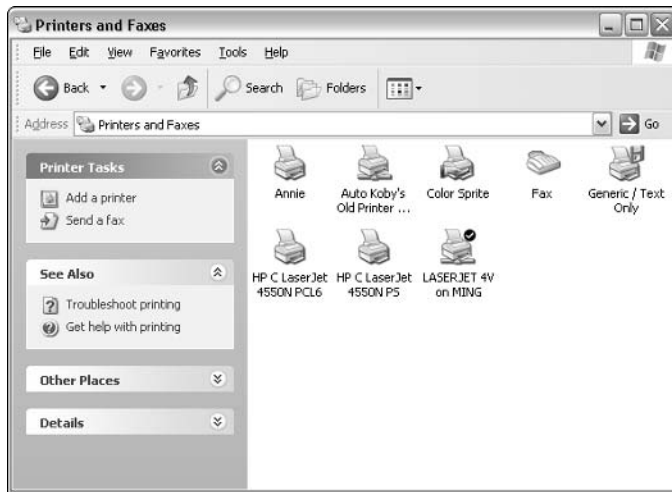 Printers and Faxes
File Edit View Favorites Tools Help
Back Search Folders
Address Printers and Faxes Go
Printer Tasks
Add a printer
Send a fax
See Also
Troubleshoot printing
Get help with printing
Other Places
Details
Annie
Auto Koby's
Old Printer ...
Color Sprite
Fax
Generic / Text
Only
HP C LaserJet
4550N PCL6
HP C LaserJet
4550N PS
LASERJET 4V
on MING